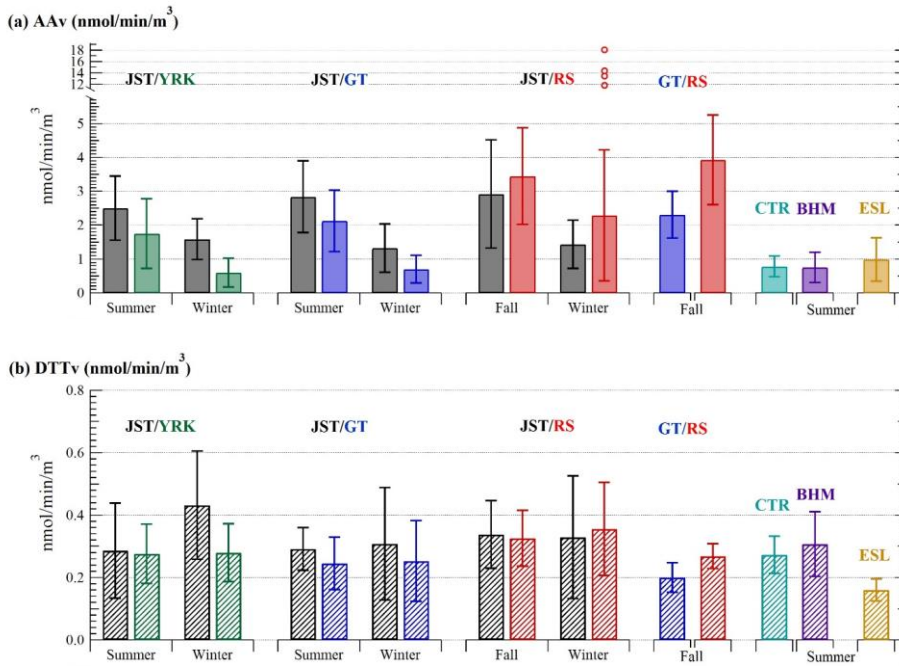 (a) AAv (nmol/min/m³)
18
16
14
12
JST/YRK
JST/GT
JST/RS
GT/RS
nmol/min/m³
5
4
3
2
1
0
CTR
BHM
ESL
Summer
Winter
Summer
Winter
Fall
Winter
Fall
Summer
(b) DTTv (nmol/min/m³)
0.8
0.6
0.4
0.2
0.0
nmol/min/m³
JST/YRK
JST/GT
JST/RS
GT/RS
CTR
BHM
ESL
Summer
Winter
Summer
Winter
Fall
Winter
Fall
Summer